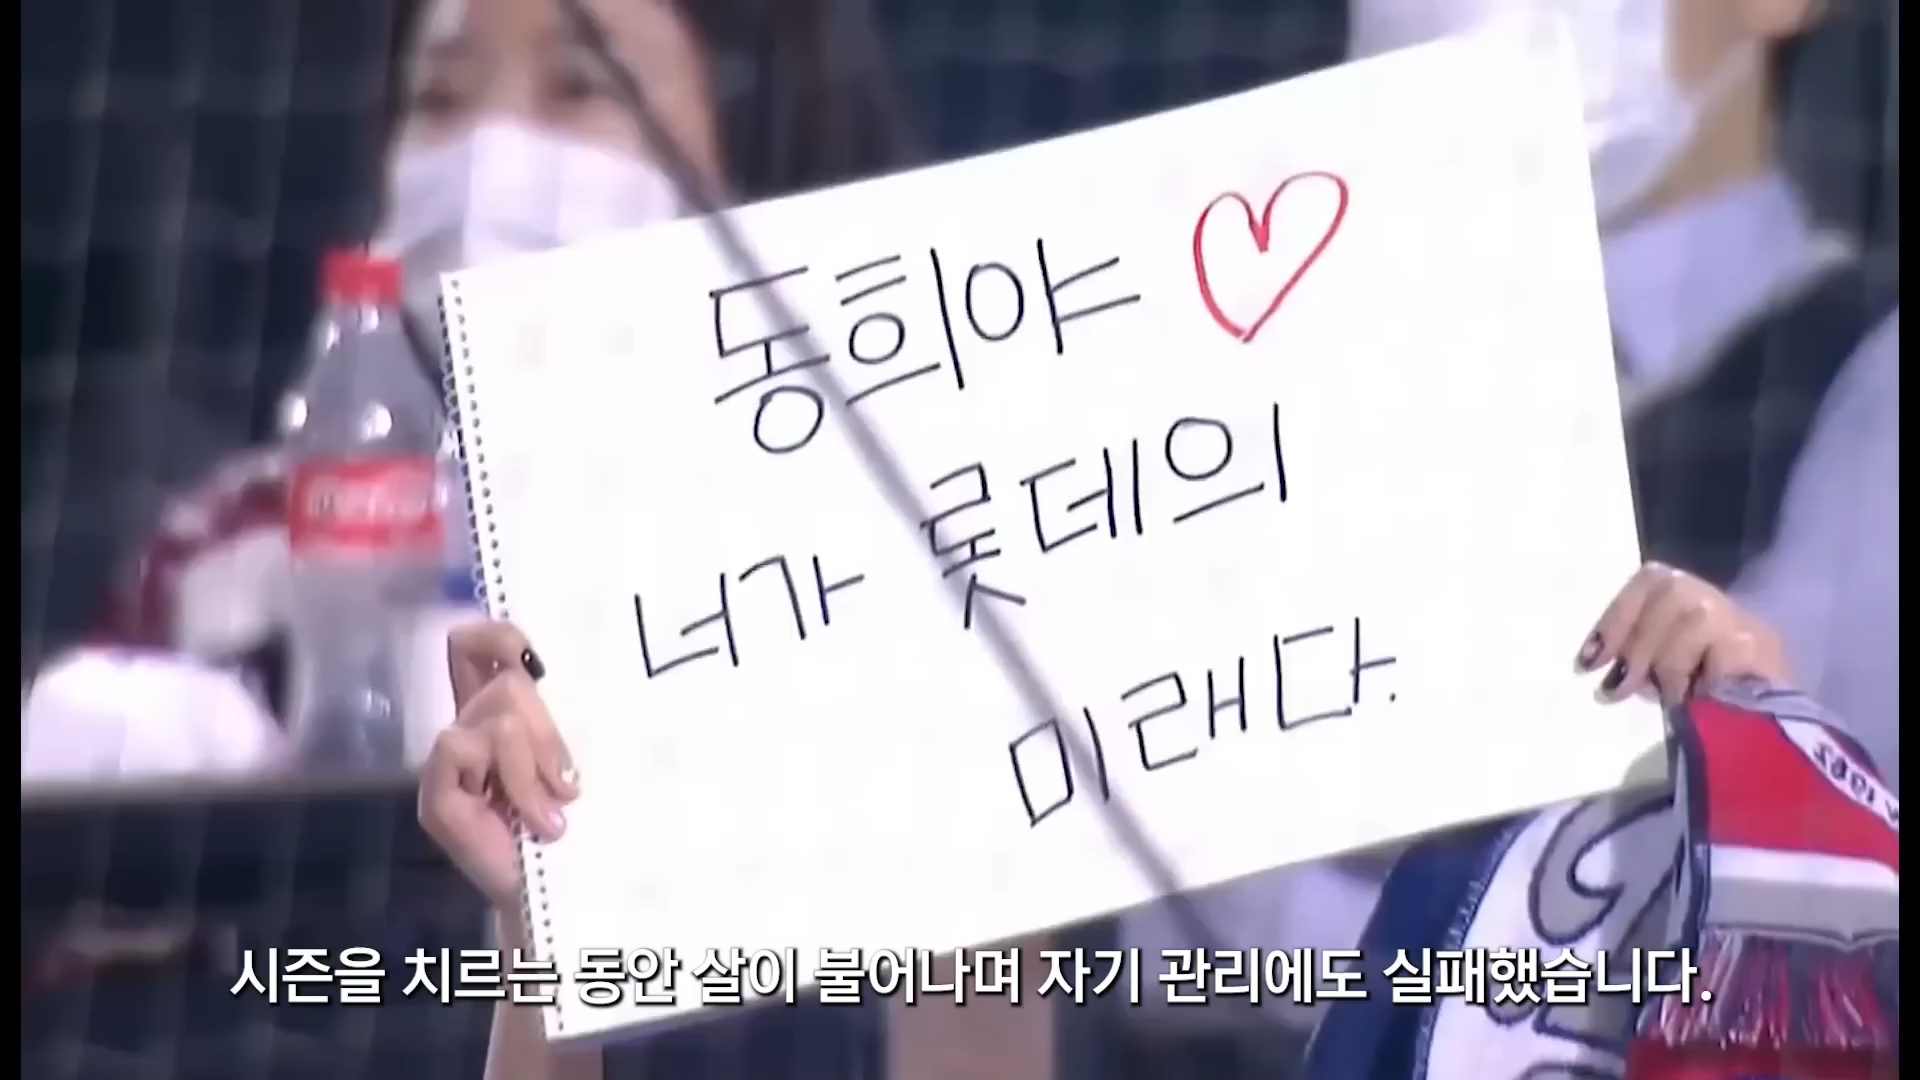 동희야
너가 롯데의
미래다.
시즌을 치르는 동안 살이 불어나며 자기 관리에도 실패했습니다.